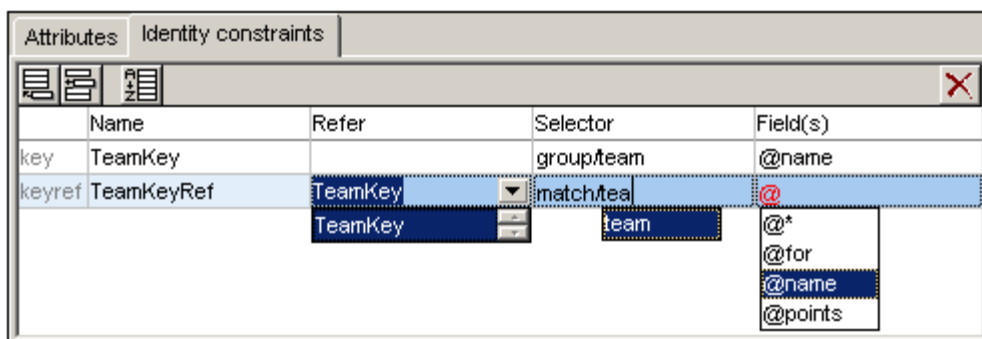 Attributes Identity constraints
A Z
Name Refer Selector Field(s)
key TeamKey group/team @name
keyref TeamKeyRef TeamKey match/tea @
TeamKey team @*
@for
@name
@points